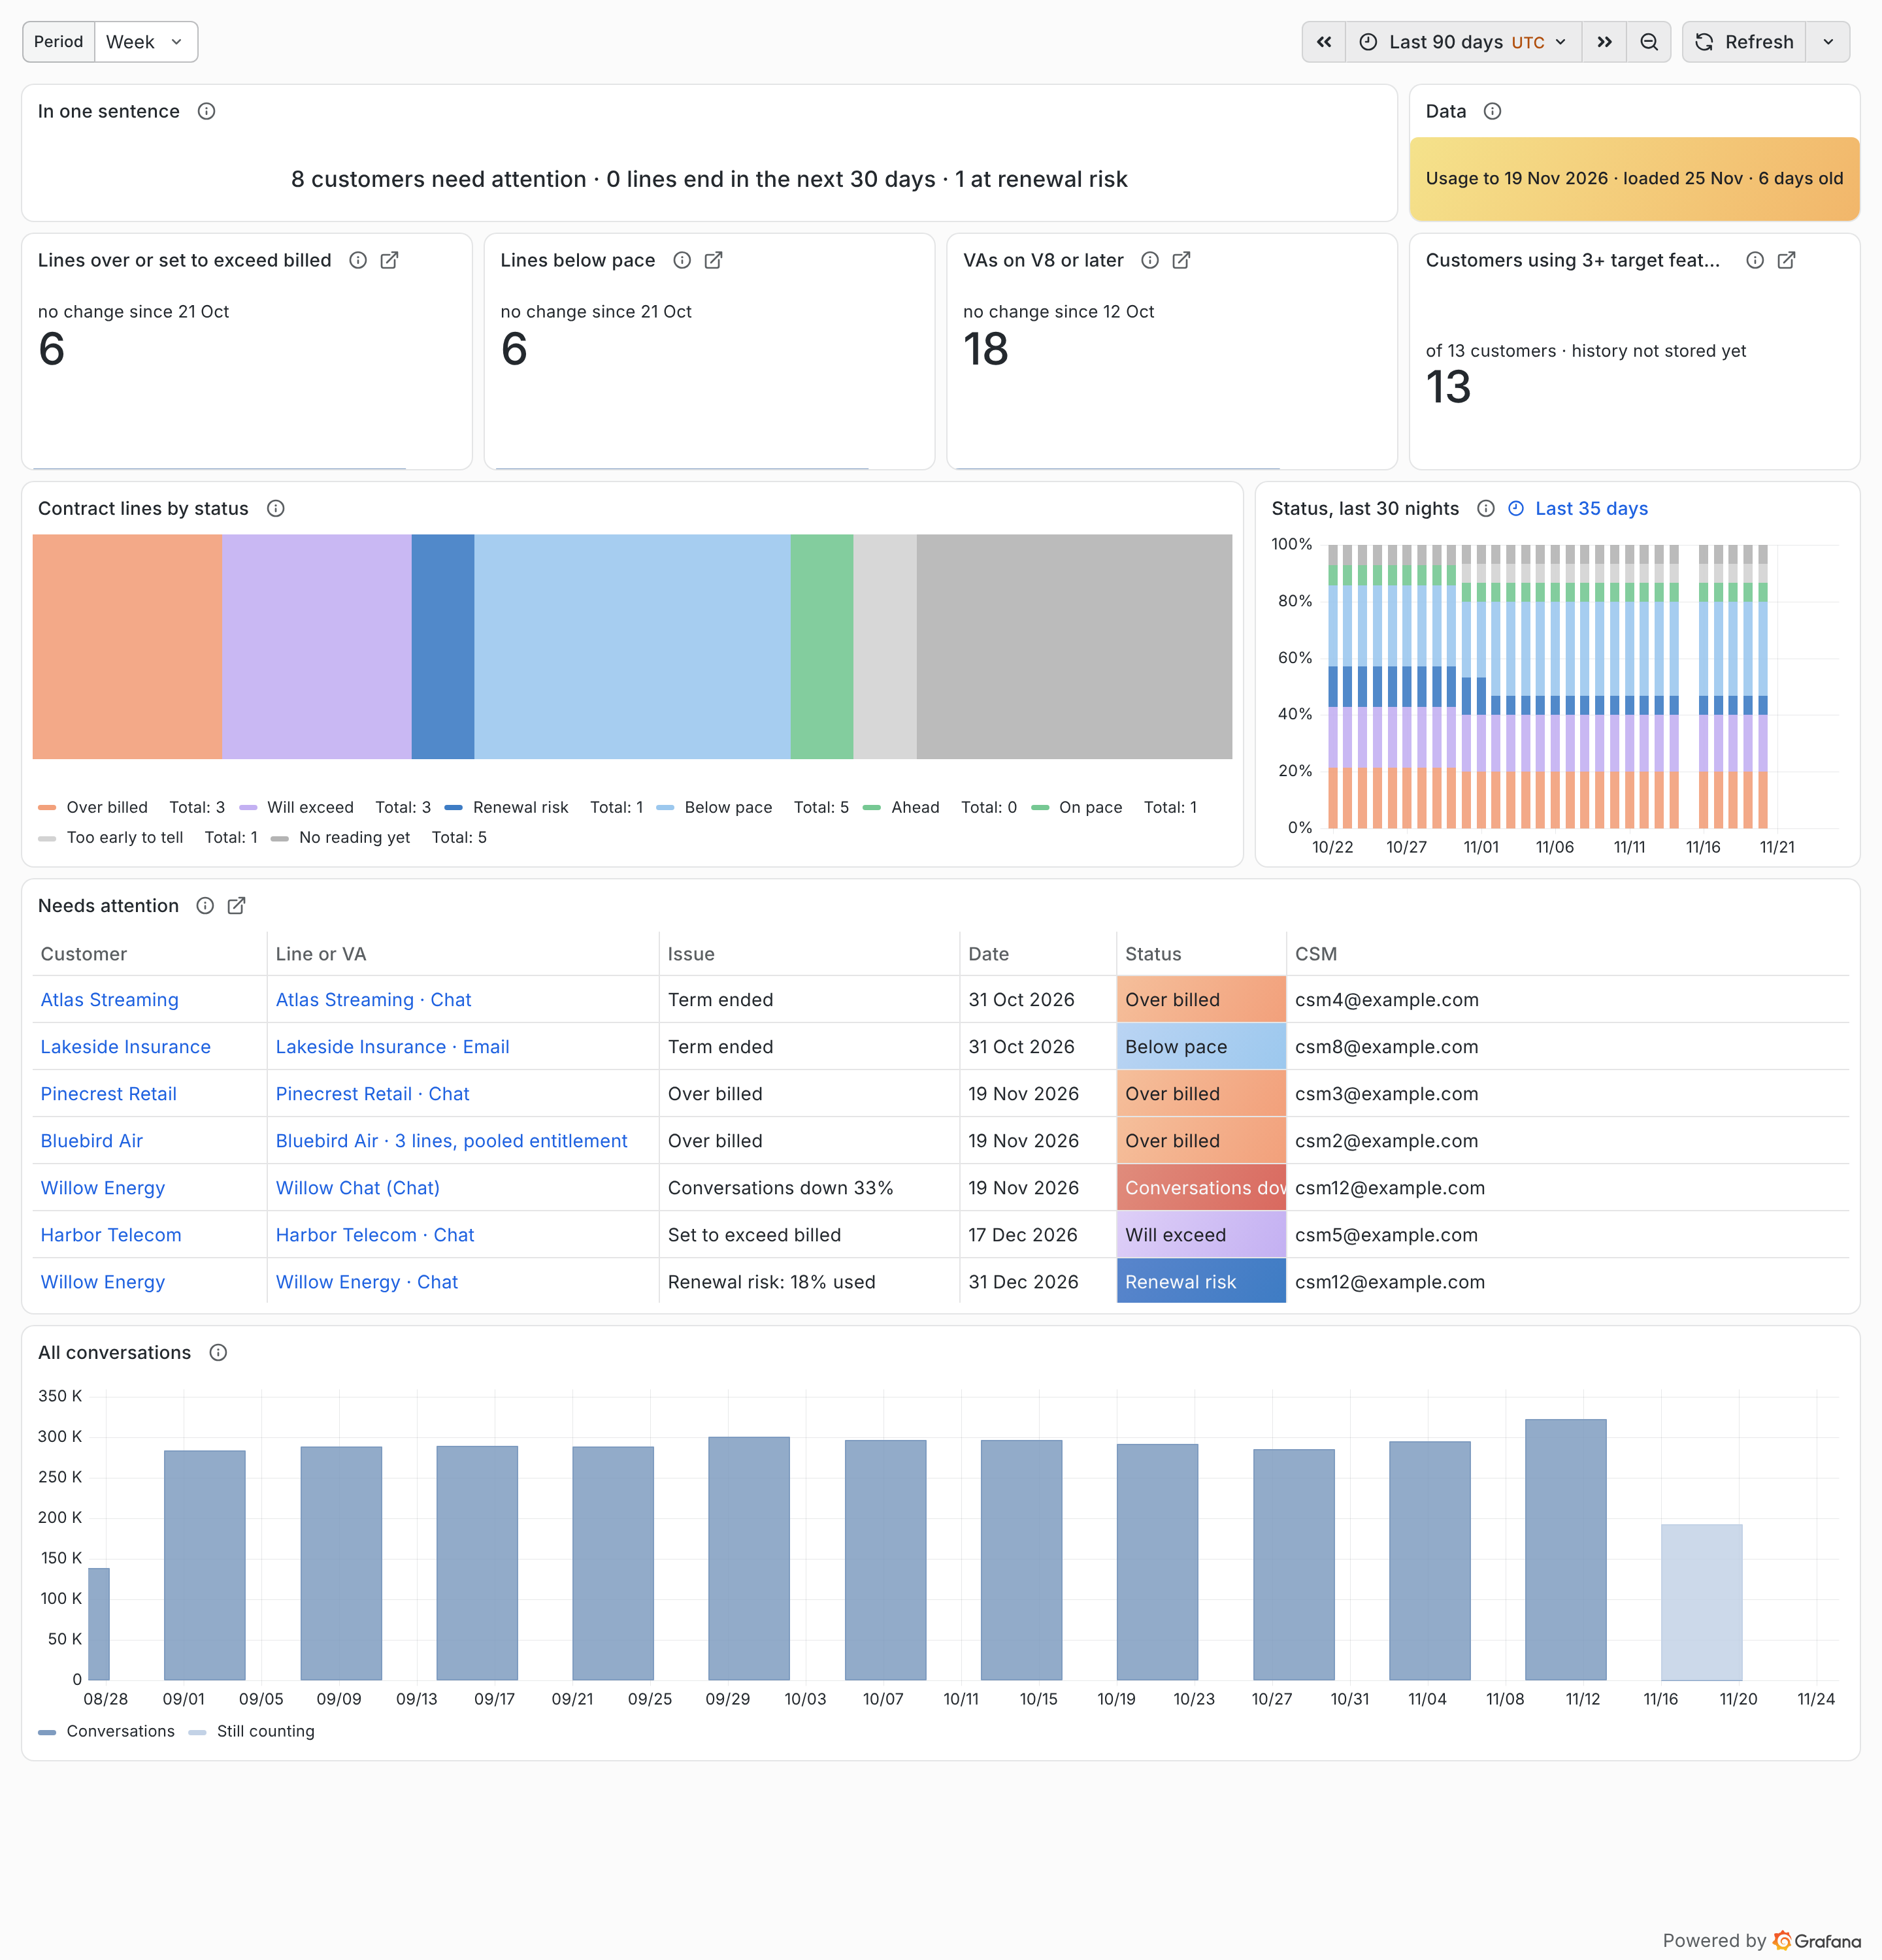 Period Week Last 90 days UTC Refresh
In one sentence
8 customers need attention · 0 lines end in the next 30 days · 1 at renewal risk
Data
Usage to 19 Nov 2026 · loaded 25 Nov · 6 days old
Lines over or set to exceed billed
no change since 21 Oct
6
Lines below pace
no change since 21 Oct
6
VAs on V8 or later
no change since 12 Oct
18
Customers using 3+ target feat...
of 13 customers · history not stored yet
13
Contract lines by status
Over billed Total: 3 Will exceed Total: 3 Renewal risk Total: 1 Below pace Total: 5 Ahead Total: 0 On pace Total: 1
Too early to tell Total: 1 No reading yet Total: 5
Status, last 30 nights Last 35 days
100%
80%
60%
40%
20%
0%
10/22 10/27 11/01 11/06 11/11 11/16 11/21
Needs attention
Customer Line or VA Issue Date Status CSM
Atlas Streaming Atlas Streaming · Chat Term ended 31 Oct 2026 Over billed csm4@example.com
Lakeside Insurance Lakeside Insurance · Email Term ended 31 Oct 2026 Below pace csm8@example.com
Pinecrest Retail Pinecrest Retail · Chat Over billed 19 Nov 2026 Over billed csm3@example.com
Bluebird Air Bluebird Air · 3 lines, pooled entitlement Over billed 19 Nov 2026 Over billed csm2@example.com
Willow Energy Willow Chat (Chat) Conversations down 33% 19 Nov 2026 Conversations dow csm12@example.com
Harbor Telecom Harbor Telecom · Chat Set to exceed billed 17 Dec 2026 Will exceed csm5@example.com
Willow Energy Willow Energy · Chat Renewal risk: 18% used 31 Dec 2026 Renewal risk csm12@example.com
All conversations
350 K
300 K
250 K
200 K
150 K
100 K
50 K
0
08/28 09/01 09/05 09/09 09/13 09/17 09/21 09/25 09/29 10/03 10/07 10/11 10/15 10/19 10/23 10/27 10/31 11/04 11/08 11/12 11/16 11/20 11/24
Conversations Still counting
Powered by Grafana